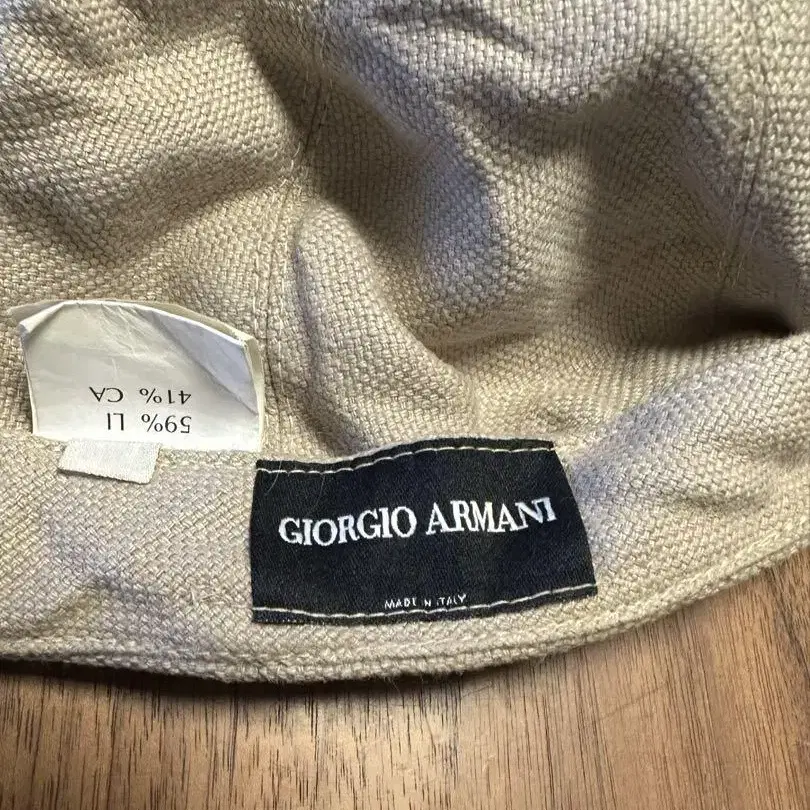 59% LI
41% CA
GIORGIO ARMANI
MADE IN ITALY